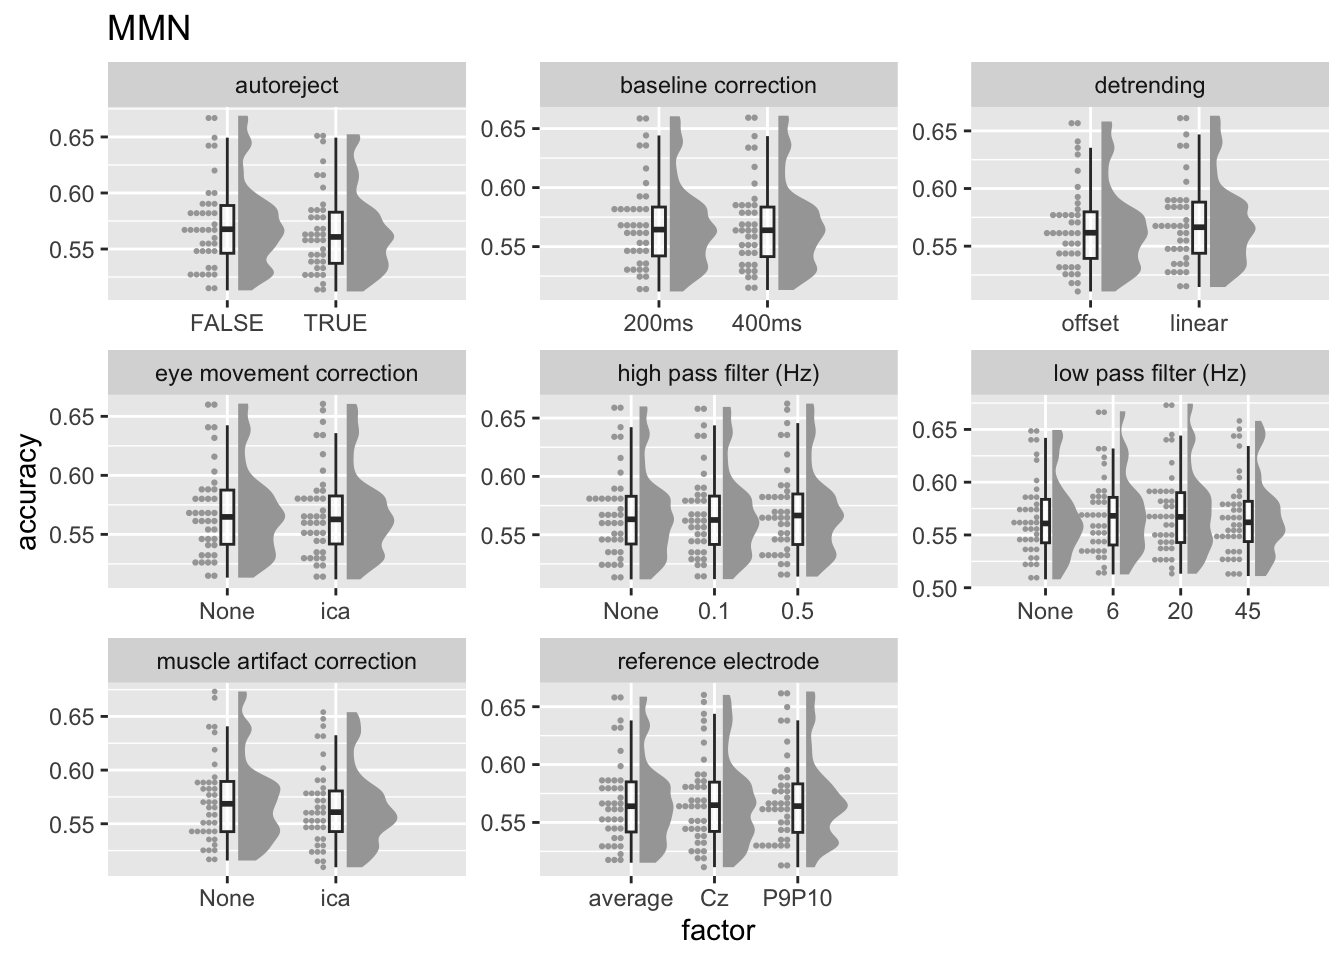 MMN
autoreject
baseline correction
detrending
0.65
0.60
0.55
0.65
0.60
0.55
0.65
0.60
0.55
FALSE
TRUE
200ms
400ms
offset
linear
eye movement correction
high pass filter (Hz)
low pass filter (Hz)
0.65
0.60
0.55
0.65
0.60
0.55
0.65
0.60
0.55
0.50
None
ica
None
0.1
0.5
None
6
20
45
accuracy
muscle artifact correction
reference electrode
0.65
0.60
0.55
0.65
0.60
0.55
None
ica
average
Cz
P9P10
factor